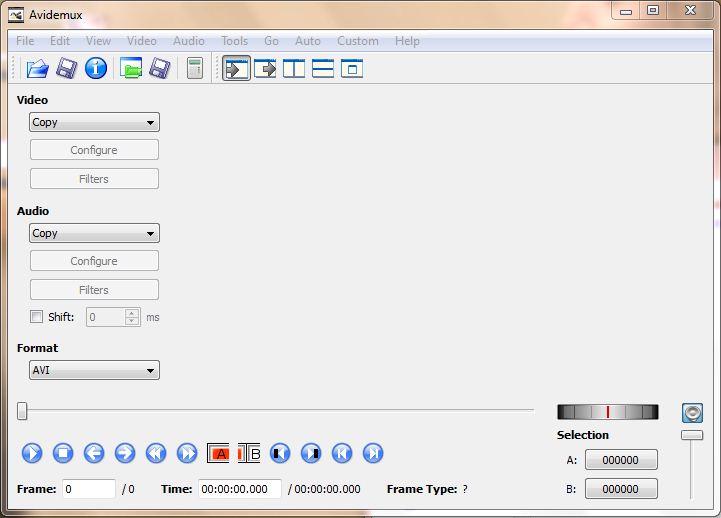 Avidemux
File Edit View Video Audio Tools Go Auto Custom Help
Video
Copy
Configure
Filters
Audio
Copy
Configure
Filters
Shift: 0 ms
Format
AVI
A B
Selection
A: 000000
B: 000000
Frame: 0 / 0 Time: 00:00:00.000 / 00:00:00.000 Frame Type: ?